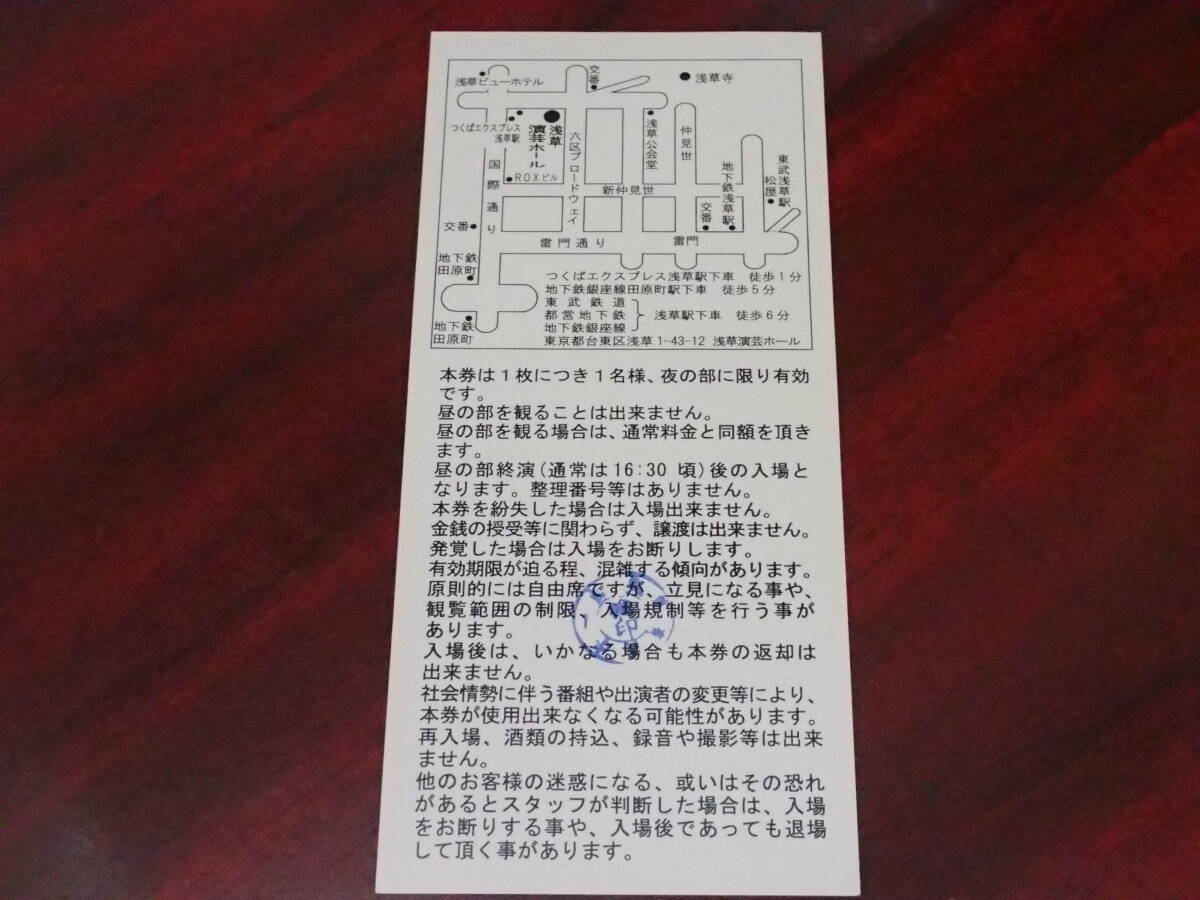 浅草ビューホテル
交番
浅草寺
つくばエクスプレス
浅草駅
浅草
演芸ホール
六区ブロードウェイ
浅草公会堂
仲見世
地下鉄浅草駅
東武浅草駅
松屋
国際通り
ROXビル
新仲見世
交番
交番
雷門通り
雷門
地下鉄
田原町
地下鉄
田原町
つくばエクスプレス浅草駅下車 徒歩1分
地下鉄銀座線田原町駅下車 徒歩5分
東武鉄道
都営地下鉄
地下鉄銀座線
浅草駅下車 徒歩6分
東京都台東区浅草1-43-12 浅草演芸ホール
本券は1枚につき1名様、夜の部に限り有効
です。
昼の部を観ることは出来ません。
昼の部を観る場合は、通常料金と同額を頂き
ます。
昼の部終演(通常は16:30 頃)後の入場と
なります。整理番号等はありません。
本券を紛失した場合は入場出来ません。
金銭の授受等に関わらず、譲渡は出来ません。
発覚した場合は入場をお断りします。
有効期限が迫る程、混雑する傾向があります。
原則的には自由席ですが、立見になる事や、
観覧範囲の制限、入場規制等を行う事が
あります。
入場後は、いかなる場合も本券の返却は
出来ません。
社会情勢に伴う番組や出演者の変更等により、
本券が使用出来なくなる可能性があります。
再入場、酒類の持込、録音や撮影等は出来
ません。
他のお客様の迷惑になる、或いはその恐れ
があるとスタッフが判断した場合は、入場
をお断りする事や、入場後であっても退場
して頂く事があります。
印